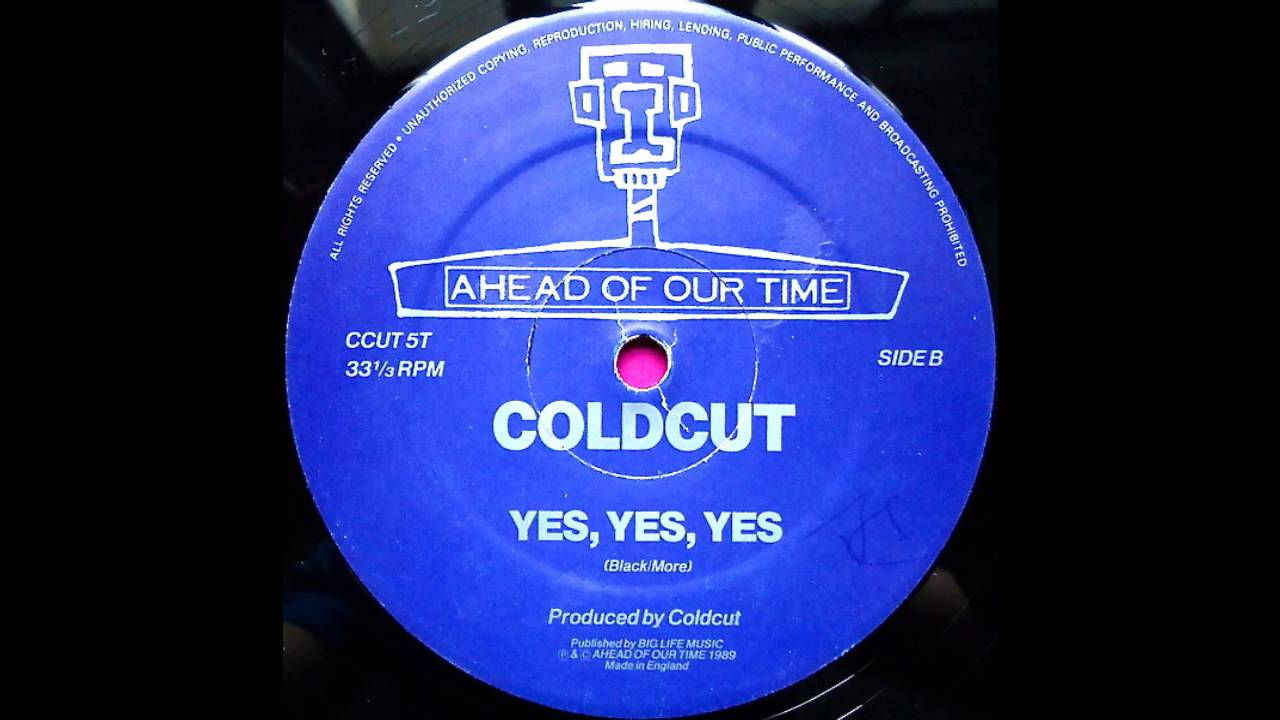 ALL RIGHTS RESERVED • UNAUTHORIZED COPYING, REPRODUCTION, HIRING, LENDING, PUBLIC PERFORMANCE AND BROADCASTING PROHIBITED
AHEAD OF OUR TIME
CCUT 5T
33⅓ RPM
SIDE B
COLDCUT
YES, YES, YES
(Black/More)
Produced by Coldcut
Published by BIG LIFE MUSIC
℗ & © AHEAD OF OUR TIME 1989
Made in England